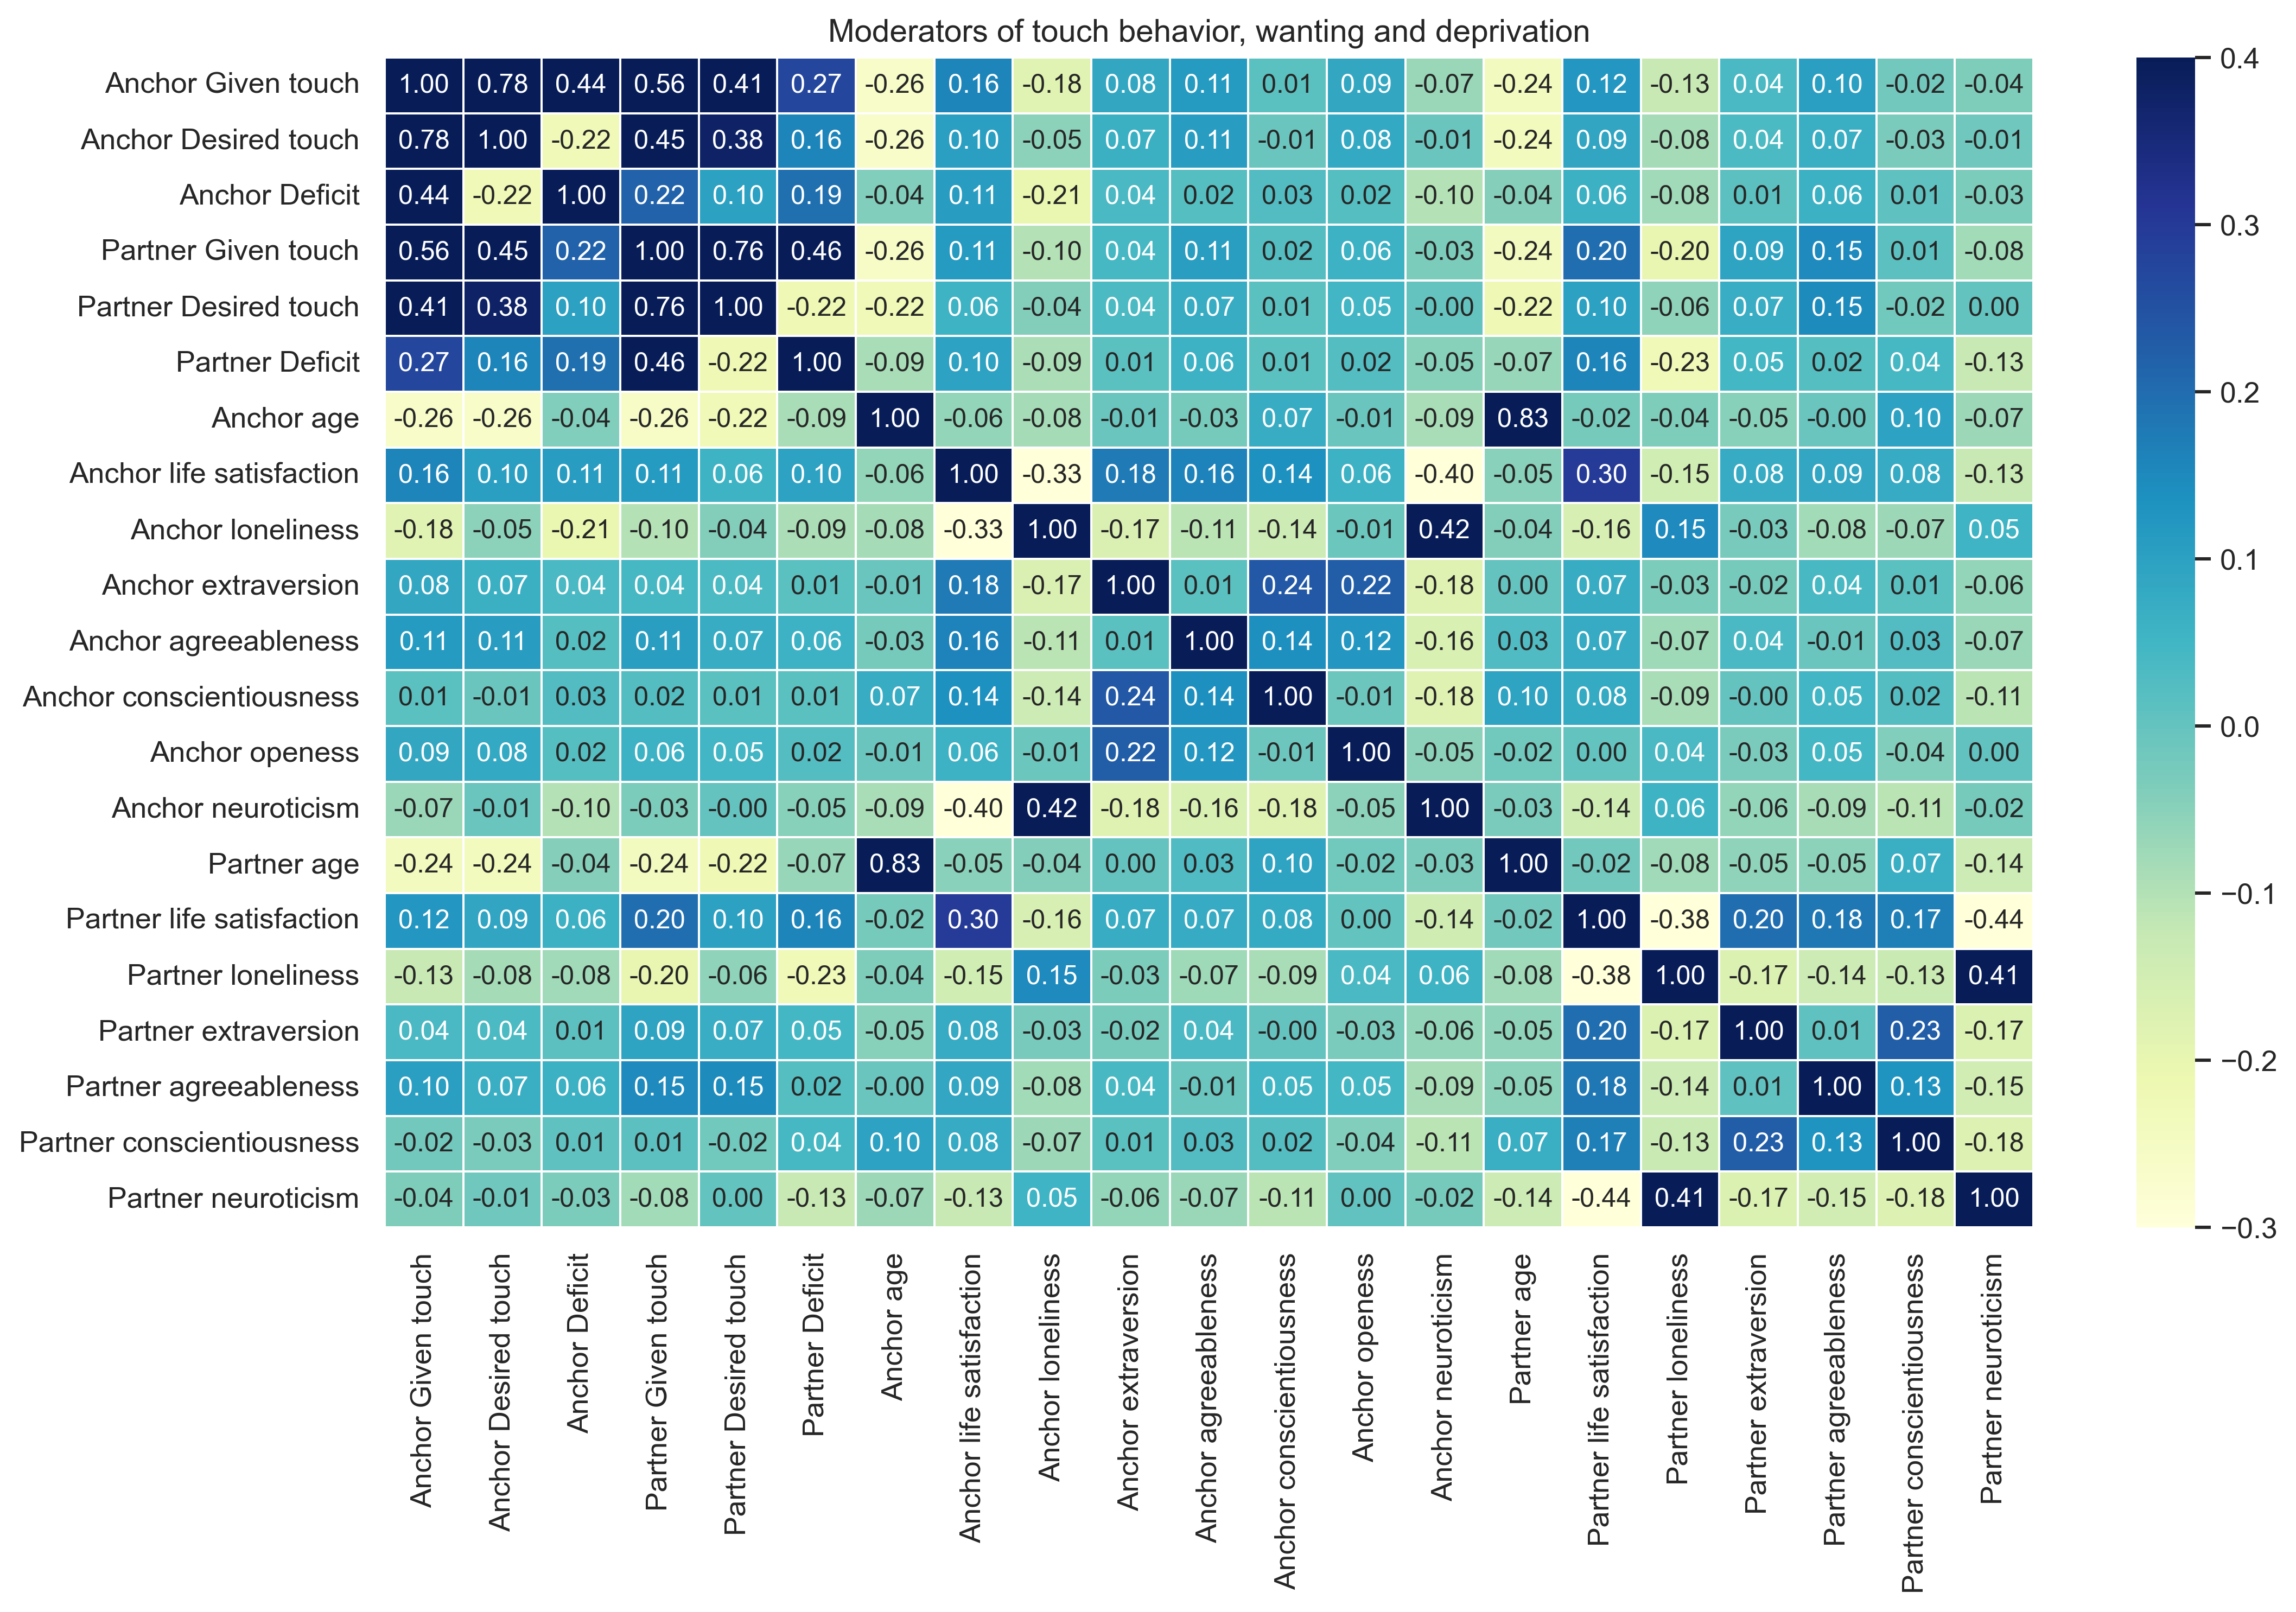 Moderators of touch behavior, wanting and deprivation
Anchor Given touch 1.00 0.78 0.44 0.56 0.41 0.27 -0.26 0.16 -0.18 0.08 0.11 0.01 0.09 -0.07 -0.24 0.12 -0.13 0.04 0.10 -0.02 -0.04
Anchor Desired touch 0.78 1.00 -0.22 0.45 0.38 0.16 -0.26 0.10 -0.05 0.07 0.11 -0.01 0.08 -0.01 -0.24 0.09 -0.08 0.04 0.07 -0.03 -0.01
Anchor Deficit 0.44 -0.22 1.00 0.22 0.10 0.19 -0.04 0.11 -0.21 0.04 0.02 0.03 0.02 -0.10 -0.04 0.06 -0.08 0.01 0.06 0.01 -0.03
Partner Given touch 0.56 0.45 0.22 1.00 0.76 0.46 -0.26 0.11 -0.10 0.04 0.11 0.02 0.06 -0.03 -0.24 0.20 -0.20 0.09 0.15 0.01 -0.08
Partner Desired touch 0.41 0.38 0.10 0.76 1.00 -0.22 -0.22 0.06 -0.04 0.04 0.07 0.01 0.05 -0.00 -0.22 0.10 -0.06 0.07 0.15 -0.02 0.00
Partner Deficit 0.27 0.16 0.19 0.46 -0.22 1.00 -0.09 0.10 -0.09 0.01 0.06 0.01 0.02 -0.05 -0.07 0.16 -0.23 0.05 0.02 0.04 -0.13
Anchor age -0.26 -0.26 -0.04 -0.26 -0.22 -0.09 1.00 -0.06 -0.08 -0.01 -0.03 0.07 -0.01 -0.09 0.83 -0.02 -0.04 -0.05 -0.00 0.10 -0.07
Anchor life satisfaction 0.16 0.10 0.11 0.11 0.06 0.10 -0.06 1.00 -0.33 0.18 0.16 0.14 0.06 -0.40 -0.05 0.30 -0.15 0.08 0.09 0.08 -0.13
Anchor loneliness -0.18 -0.05 -0.21 -0.10 -0.04 -0.09 -0.08 -0.33 1.00 -0.17 -0.11 -0.14 -0.01 0.42 -0.04 -0.16 0.15 -0.03 -0.08 -0.07 0.05
Anchor extraversion 0.08 0.07 0.04 0.04 0.04 0.01 -0.01 0.18 -0.17 1.00 0.01 0.24 0.22 -0.18 0.00 0.07 -0.03 -0.02 0.04 0.01 -0.06
Anchor agreeableness 0.11 0.11 0.02 0.11 0.07 0.06 -0.03 0.16 -0.11 0.01 1.00 0.14 0.12 -0.16 0.03 0.07 -0.07 0.04 -0.01 0.03 -0.07
Anchor conscientiousness 0.01 -0.01 0.03 0.02 0.01 0.01 0.07 0.14 -0.14 0.24 0.14 1.00 -0.01 -0.18 0.10 0.08 -0.09 -0.00 0.05 0.02 -0.11
Anchor openess 0.09 0.08 0.02 0.06 0.05 0.02 -0.01 0.06 -0.01 0.22 0.12 -0.01 1.00 -0.05 -0.02 0.00 0.04 -0.03 0.05 -0.04 0.00
Anchor neuroticism -0.07 -0.01 -0.10 -0.03 -0.00 -0.05 -0.09 -0.40 0.42 -0.18 -0.16 -0.18 -0.05 1.00 -0.03 -0.14 0.06 -0.06 -0.09 -0.11 -0.02
Partner age -0.24 -0.24 -0.04 -0.24 -0.22 -0.07 0.83 -0.05 -0.04 0.00 0.03 0.10 -0.02 -0.03 1.00 -0.02 -0.08 -0.05 -0.05 0.07 -0.14
Partner life satisfaction 0.12 0.09 0.06 0.20 0.10 0.16 -0.02 0.30 -0.16 0.07 0.07 0.08 0.00 -0.14 -0.02 1.00 -0.38 0.20 0.18 0.17 -0.44
Partner loneliness -0.13 -0.08 -0.08 -0.20 -0.06 -0.23 -0.04 -0.15 0.15 -0.03 -0.07 -0.09 0.04 0.06 -0.08 -0.38 1.00 -0.17 -0.14 -0.13 0.41
Partner extraversion 0.04 0.04 0.01 0.09 0.07 0.05 -0.05 0.08 -0.03 -0.02 0.04 -0.00 -0.03 -0.06 -0.05 0.20 -0.17 1.00 0.01 0.23 -0.17
Partner agreeableness 0.10 0.07 0.06 0.15 0.15 0.02 -0.00 0.09 -0.08 0.04 -0.01 0.05 0.05 -0.09 -0.05 0.18 -0.14 0.01 1.00 0.13 -0.15
Partner conscientiousness -0.02 -0.03 0.01 0.01 -0.02 0.04 0.10 0.08 -0.07 0.01 0.03 0.02 -0.04 -0.11 0.07 0.17 -0.13 0.23 0.13 1.00 -0.18
Partner neuroticism -0.04 -0.01 -0.03 -0.08 0.00 -0.13 -0.07 -0.13 0.05 -0.06 -0.07 -0.11 0.00 -0.02 -0.14 -0.44 0.41 -0.17 -0.15 -0.18 1.00
Anchor Given touch
Anchor Desired touch
Anchor Deficit
Partner Given touch
Partner Desired touch
Partner Deficit
Anchor age
Anchor life satisfaction
Anchor loneliness
Anchor extraversion
Anchor agreeableness
Anchor conscientiousness
Anchor openess
Anchor neuroticism
Partner age
Partner life satisfaction
Partner loneliness
Partner extraversion
Partner agreeableness
Partner conscientiousness
Partner neuroticism
0.4
0.3
0.2
0.1
0.0
−0.1
−0.2
−0.3